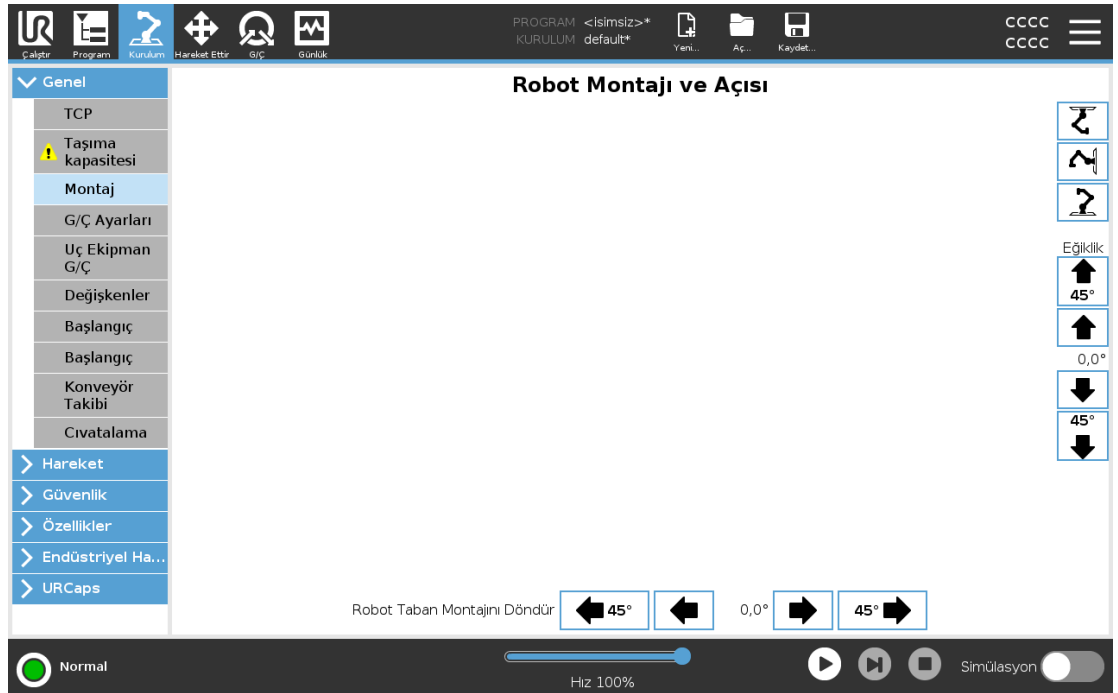 PROGRAM <isimsiz>*
KURULUM default*
Çalıştır
Program
Kurulum
Hareket Ettir
G/Ç
Günlük
Yeni...
Aç...
Kaydet...
CCCC
CCCC
Genel
TCP
Taşıma
kapasitesi
Montaj
G/Ç Ayarları
Uç Ekipman
G/Ç
Değişkenler
Başlangıç
Başlangıç
Konveyör
Takibi
Cıvatalama
Hareket
Güvenlik
Özellikler
Endüstriyel Ha...
URCaps
Robot Montajı ve Açısı
Eğiklik
45°
0,0°
45°
Robot Taban Montajını Döndür 45° 0,0° 45°
Normal
Hız 100%
Simülasyon